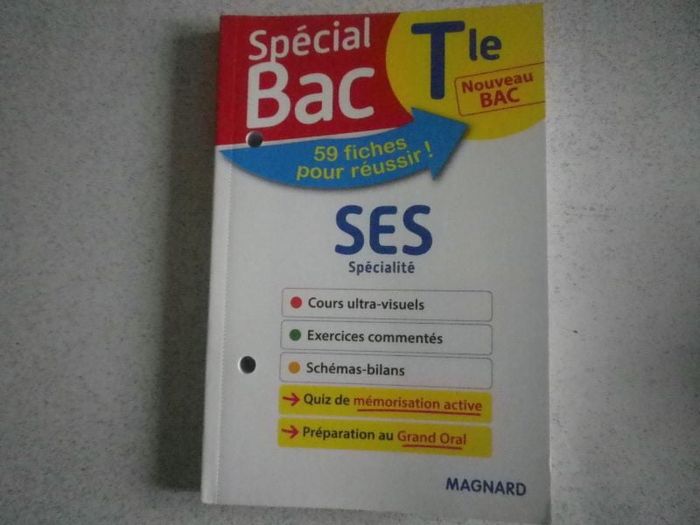 Spécial
Bac
Tle
Nouveau
BAC
59 fiches
pour réussir !
SES
Spécialité
Cours ultra-visuels
Exercices commentés
Schémas-bilans
→ Quiz de mémorisation active
→ Préparation au Grand Oral
MAGNARD